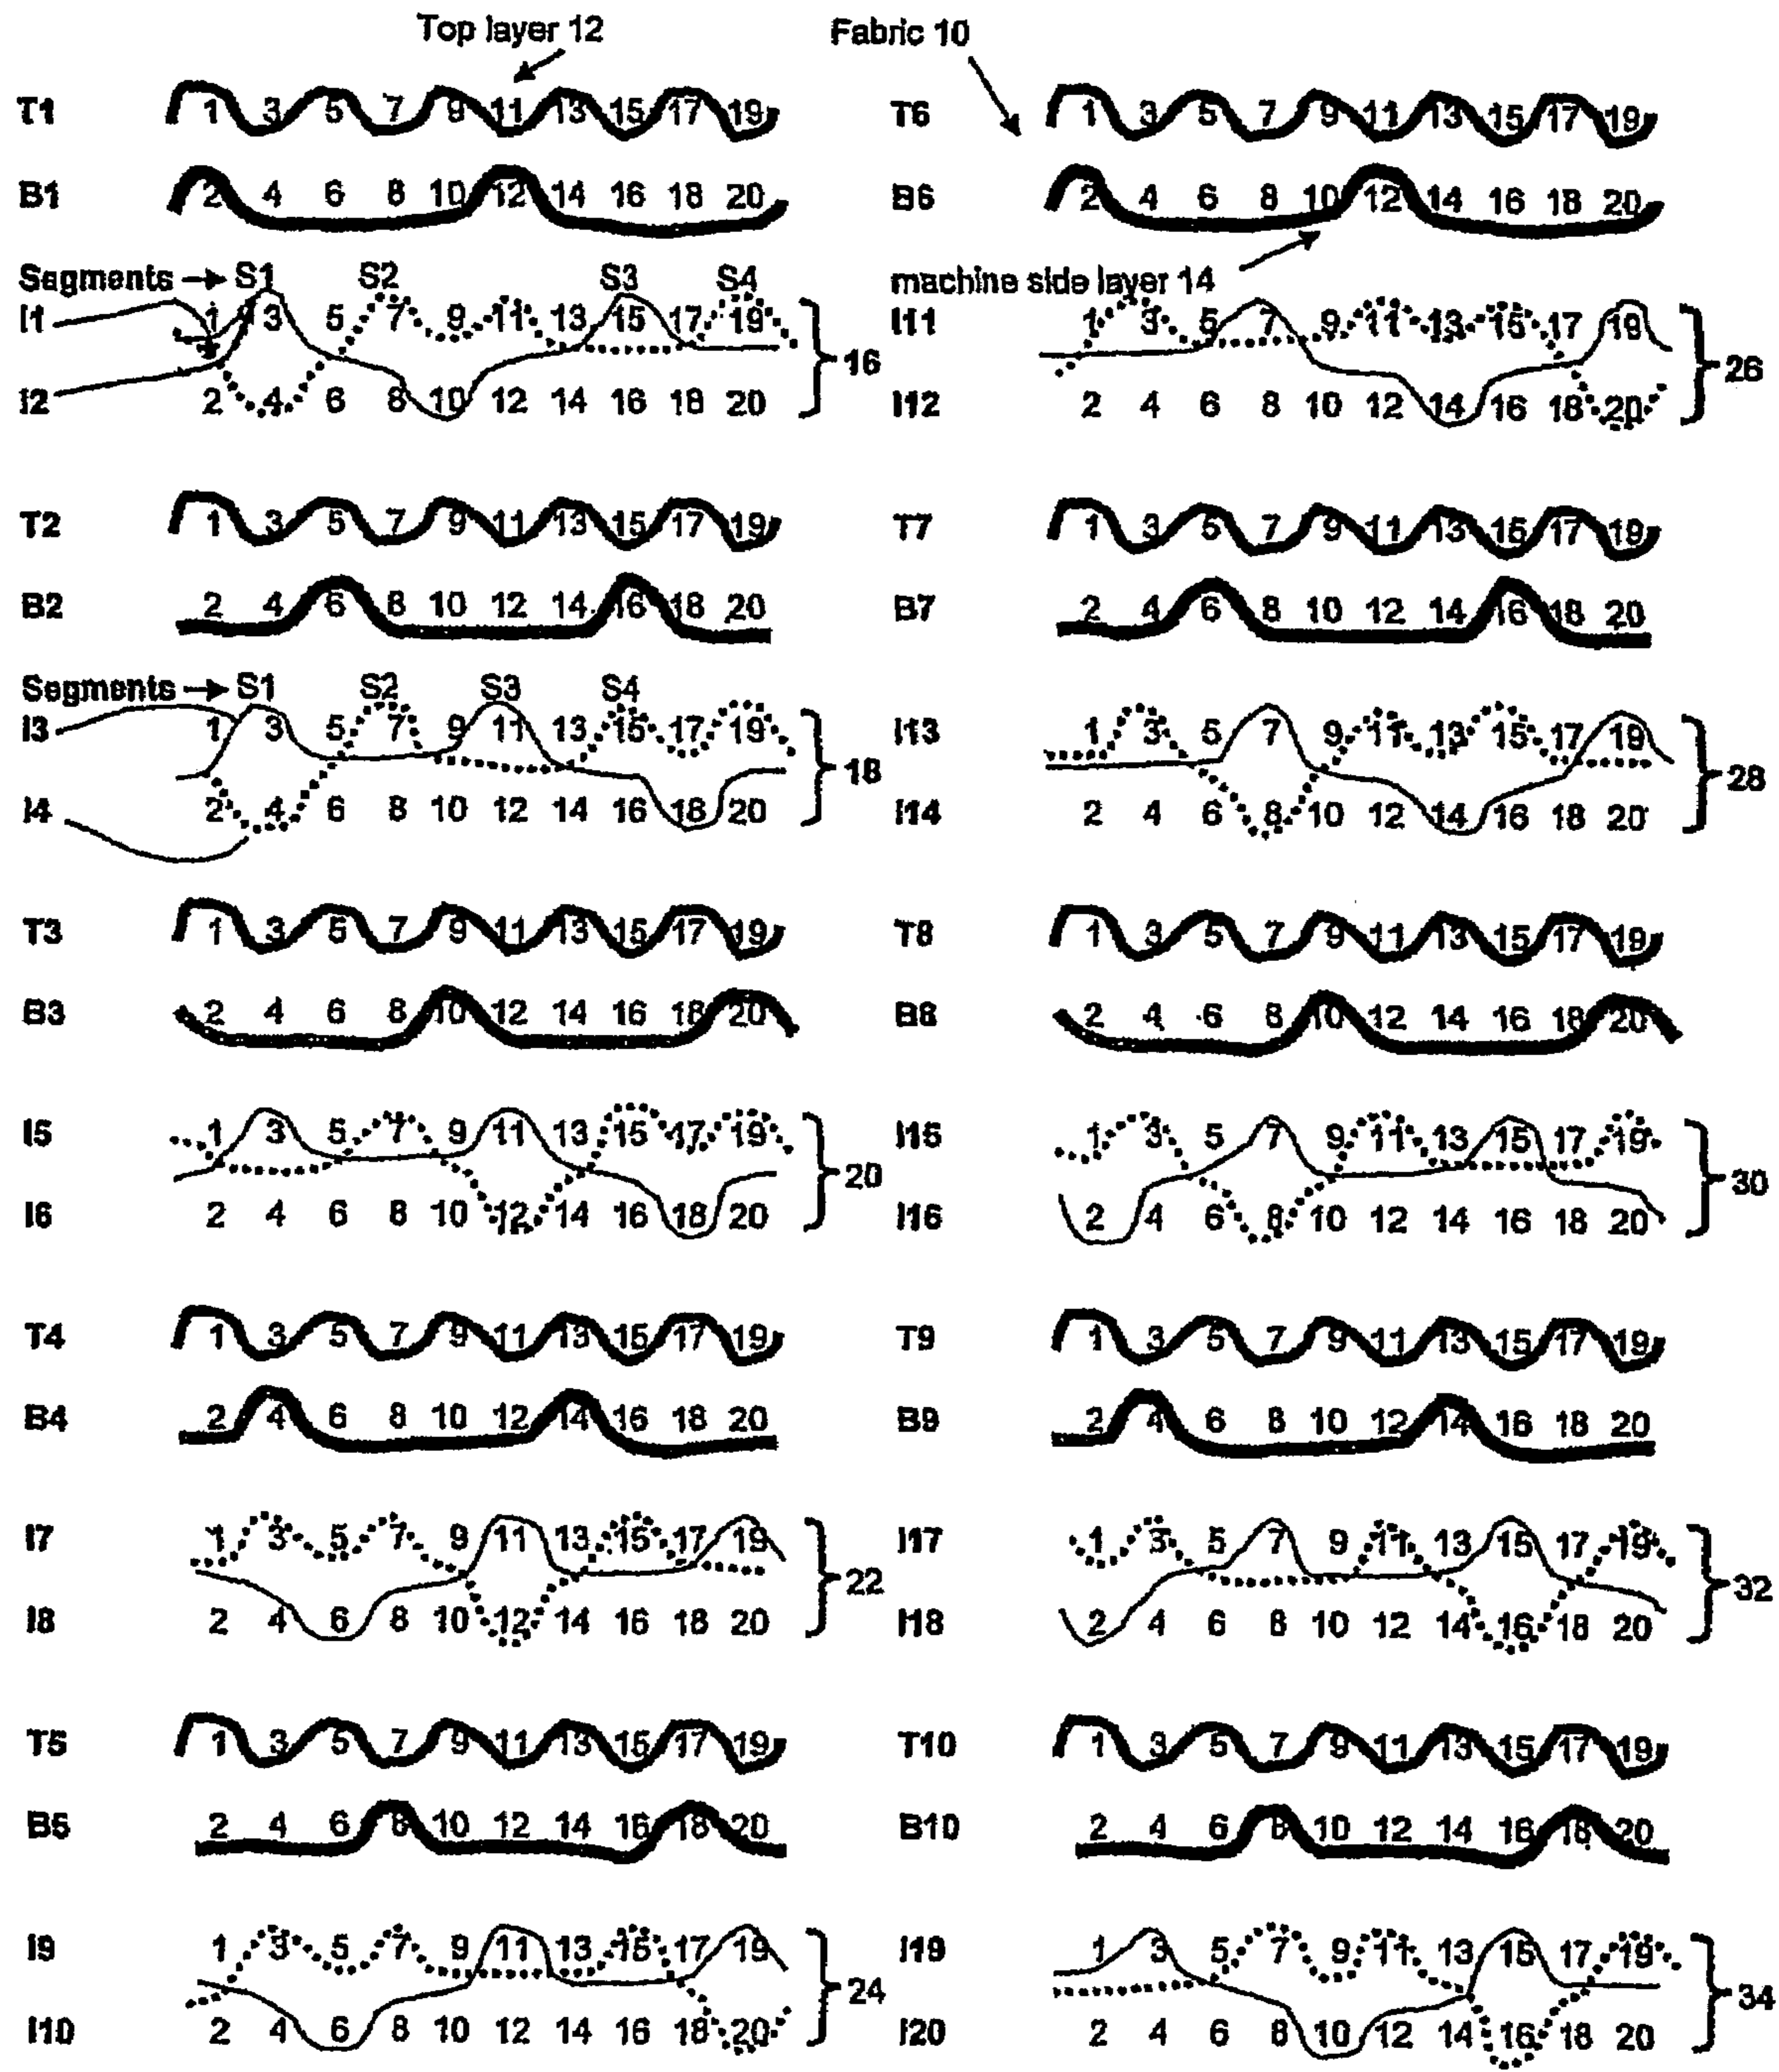 Top layer 12 Fabric 10
T1 1 3 5 7 9 11 13 15 17 19 T6 1 3 5 7 9 11 13 15 17 19
B1 2 4 6 8 10 12 14 16 18 20 B6 2 4 6 8 10 12 14 16 18 20
Segments S1 S2 S3 S4 machine side layer 14
I1 1 3 5 7 9 11 13 15 17 19 I11 1 3 5 7 9 11 13 15 17 19
16 26
I2 2 4 6 8 10 12 14 16 18 20 I12 2 4 6 8 10 12 14 16 18 20
T2 1 3 5 7 9 11 13 15 17 19 T7 1 3 5 7 9 11 13 15 17 19
B2 2 4 6 8 10 12 14 16 18 20 B7 2 4 6 8 10 12 14 16 18 20
Segments S1 S2 S3 S4
I3 1 3 5 7 9 11 13 15 17 19 I13 1 3 5 7 9 11 13 15 17 19
18 28
I4 2 4 6 8 10 12 14 16 18 20 I14 2 4 6 8 10 12 14 16 18 20
T3 1 3 5 7 9 11 13 15 17 19 T8 1 3 5 7 9 11 13 15 17 19
B3 2 4 6 8 10 12 14 16 18 20 B8 2 4 6 8 10 12 14 16 18 20
I5 1 3 5 7 9 11 13 15 17 19 I15 1 3 5 7 9 11 13 15 17 19
20 30
I6 2 4 6 8 10 12 14 16 18 20 I16 2 4 6 8 10 12 14 16 18 20
T4 1 3 5 7 9 11 13 15 17 19 T9 1 3 5 7 9 11 13 15 17 19
B4 2 4 6 8 10 12 14 16 18 20 B9 2 4 6 8 10 12 14 16 18 20
I7 1 3 5 7 9 11 13 15 17 19 I17 1 3 5 7 9 11 13 15 17 19
22 32
I8 2 4 6 8 10 12 14 16 18 20 I18 2 4 6 8 10 12 14 16 18 20
T5 1 3 5 7 9 11 13 15 17 19 T10 1 3 5 7 9 11 13 15 17 19
B5 2 4 6 8 10 12 14 16 18 20 B10 2 4 6 8 10 12 14 16 18 20
I9 1 3 5 7 9 11 13 15 17 19 I19 1 3 5 7 9 11 13 15 17 19
24 34
I10 2 4 6 8 10 12 14 16 18 20 I20 2 4 6 8 10 12 14 16 18 20